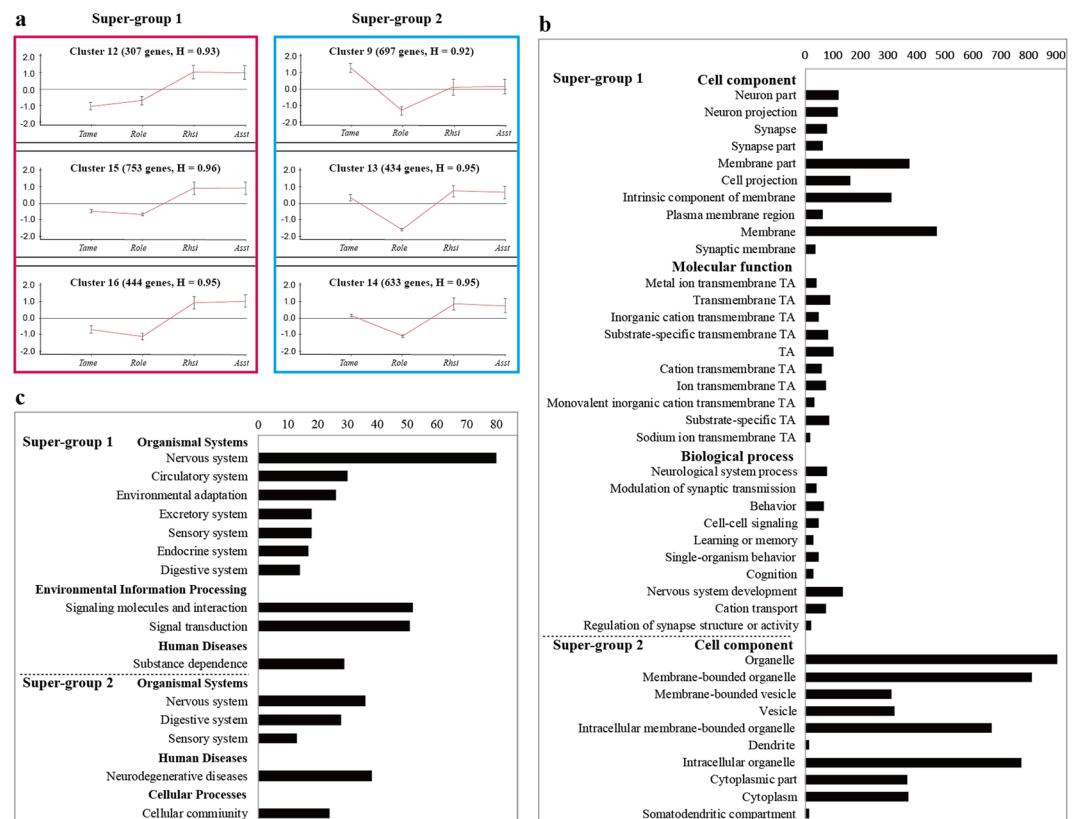 a
Super-group 1
Super-group 2
Cluster 12 (307 genes, H = 0.93)
2.0
1.0
0.0
-1.0
-2.0
Tame
Role
Rhsi
Asst
Cluster 9 (697 genes, H = 0.92)
2.0
1.0
0.0
-1.0
-2.0
Tame
Role
Rhsi
Asst
Cluster 15 (753 genes, H = 0.96)
2.0
1.0
0.0
-1.0
-2.0
Tame
Role
Rhsi
Asst
Cluster 13 (434 genes, H = 0.95)
2.0
1.0
0.0
-1.0
-2.0
Tame
Role
Rhsi
Asst
Cluster 16 (444 genes, H = 0.95)
2.0
1.0
0.0
-1.0
-2.0
Tame
Role
Rhsi
Asst
Cluster 14 (633 genes, H = 0.95)
2.0
1.0
0.0
-1.0
-2.0
Tame
Role
Rhsi
Asst
b
0 100 200 300 400 500 600 700 800 900
Super-group 1
Cell component
Neuron part
Neuron projection
Synapse
Synapse part
Membrane part
Cell projection
Intrinsic component of membrane
Plasma membrane region
Membrane
Synaptic membrane
Molecular function
Metal ion transmembrane TA
Transmembrane TA
Inorganic cation transmembrane TA
Substrate-specific transmembrane TA
TA
Cation transmembrane TA
Ion transmembrane TA
Monovalent inorganic cation transmembrane TA
Substrate-specific TA
Sodium ion transmembrane TA
Biological process
Neurological system process
Modulation of synaptic transmission
Behavior
Cell-cell signaling
Learning or memory
Single-organism behavior
Cognition
Nervous system development
Cation transport
Regulation of synapse structure or activity
Super-group 2
Cell component
Organelle
Membrane-bounded organelle
Membrane-bounded vesicle
Vesicle
Intracellular membrane-bounded organelle
Dendrite
Intracellular organelle
Cytoplasmic part
Cytoplasm
Somatodendritic compartment
c
0 10 20 30 40 50 60 70 80
Super-group 1
Organismal Systems
Nervous system
Circulatory system
Environmental adaptation
Excretory system
Sensory system
Endocrine system
Digestive system
Environmental Information Processing
Signaling molecules and interaction
Signal transduction
Human Diseases
Substance dependence
Super-group 2
Organismal Systems
Nervous system
Digestive system
Sensory system
Human Diseases
Neurodegenerative diseases
Cellular Processes
Cellular commiunity